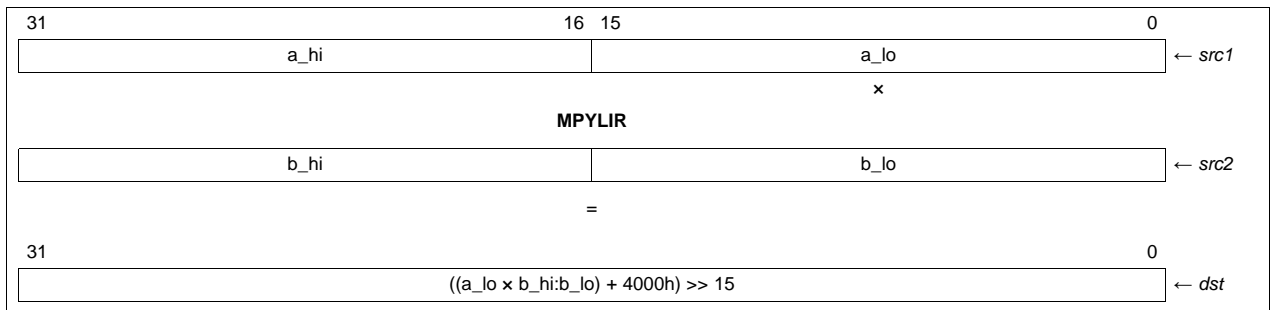 31 16 15 0
a_hi a_lo ← src1
×
MPYLIR
b_hi b_lo ← src2
=
31 0
((a_lo × b_hi:b_lo) + 4000h) >> 15 ← dst